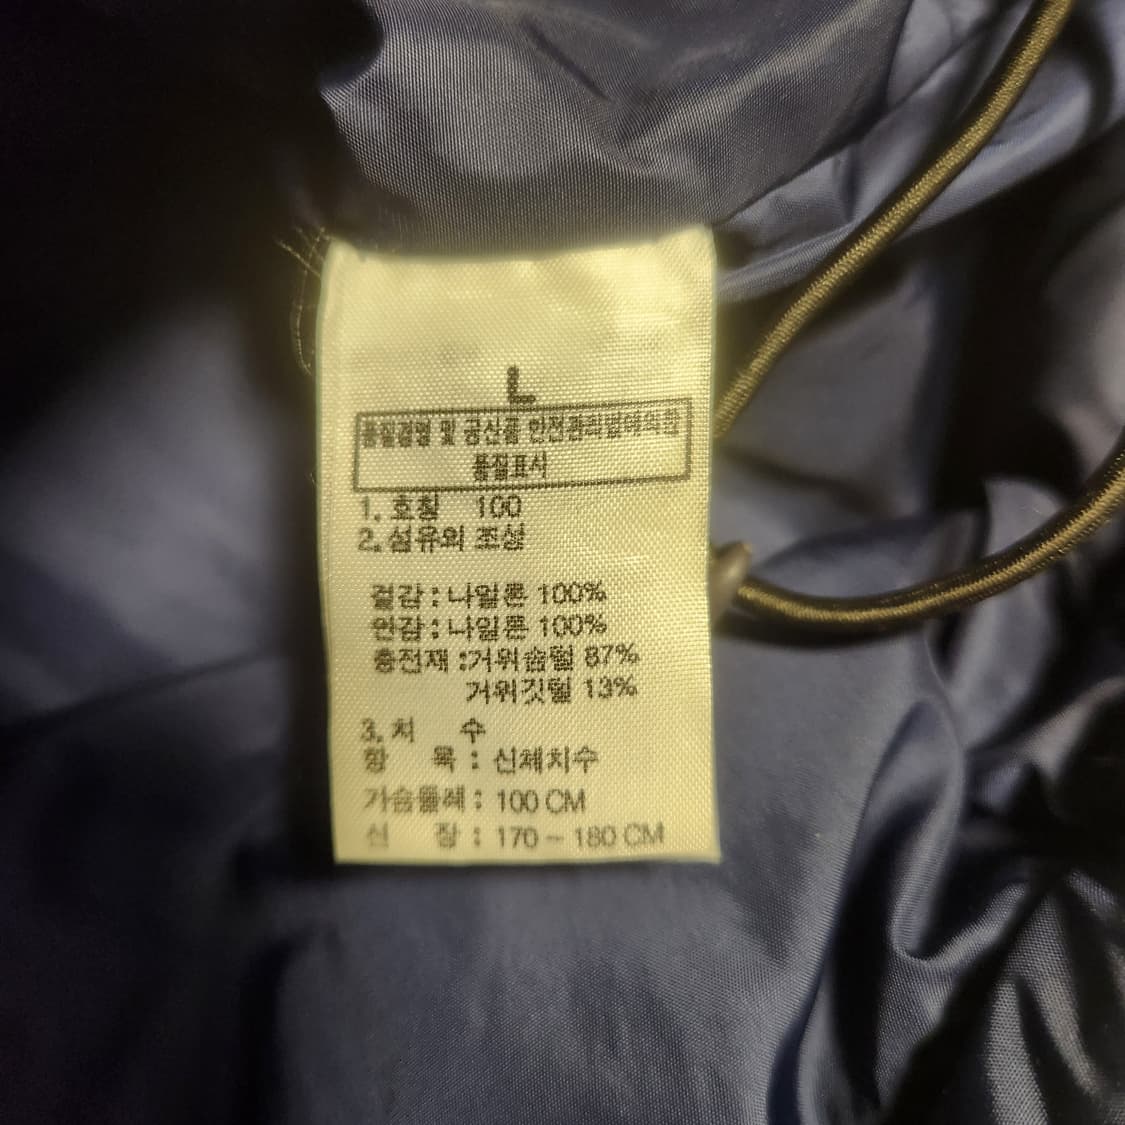 L
품질경영 및 공산품 안전관리법에의한
품질표시
1. 호칭 100
2. 섬유의 조성
겉감 : 나일론 100%
안감 : 나일론 100%
충전재 : 거위솜털 87%
거위깃털 13%
3. 치 수
항 목 : 신체치수
가슴둘레 : 100 CM
신 장 : 170 ~ 180 CM